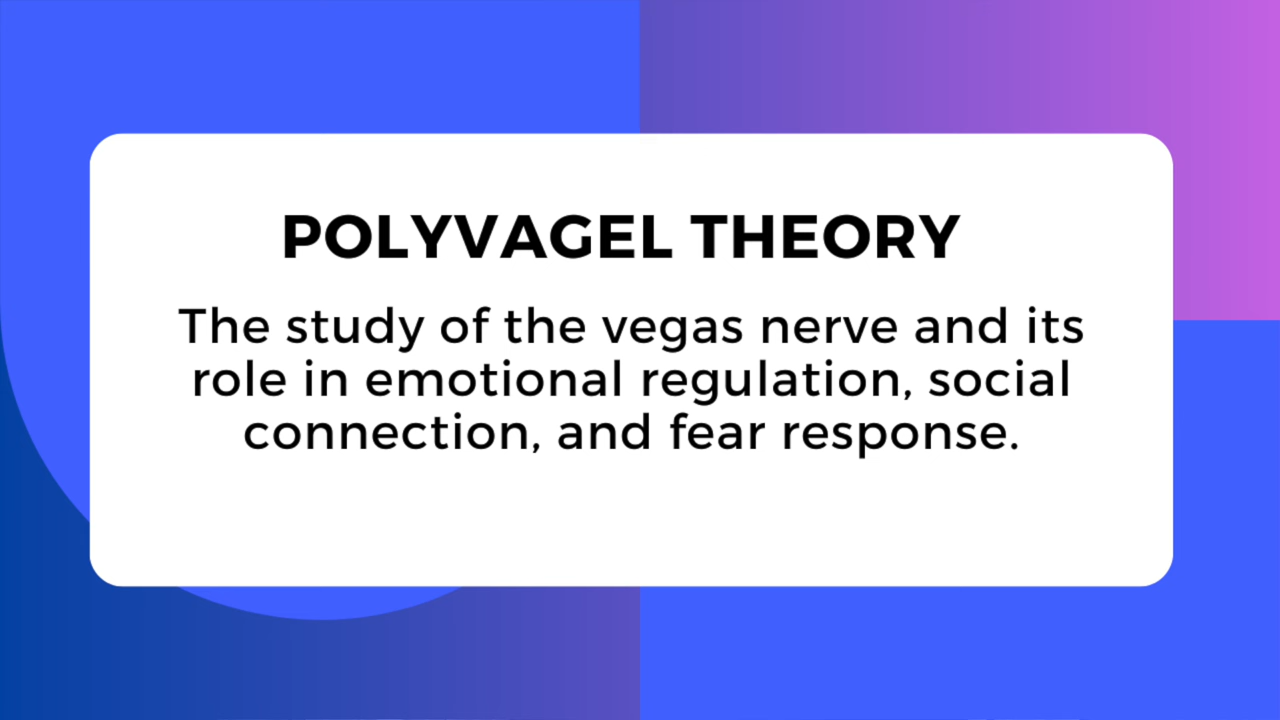 POLYVAGEL THEORY
The study of the vegas nerve and its
role in emotional regulation, social
connection, and fear response.